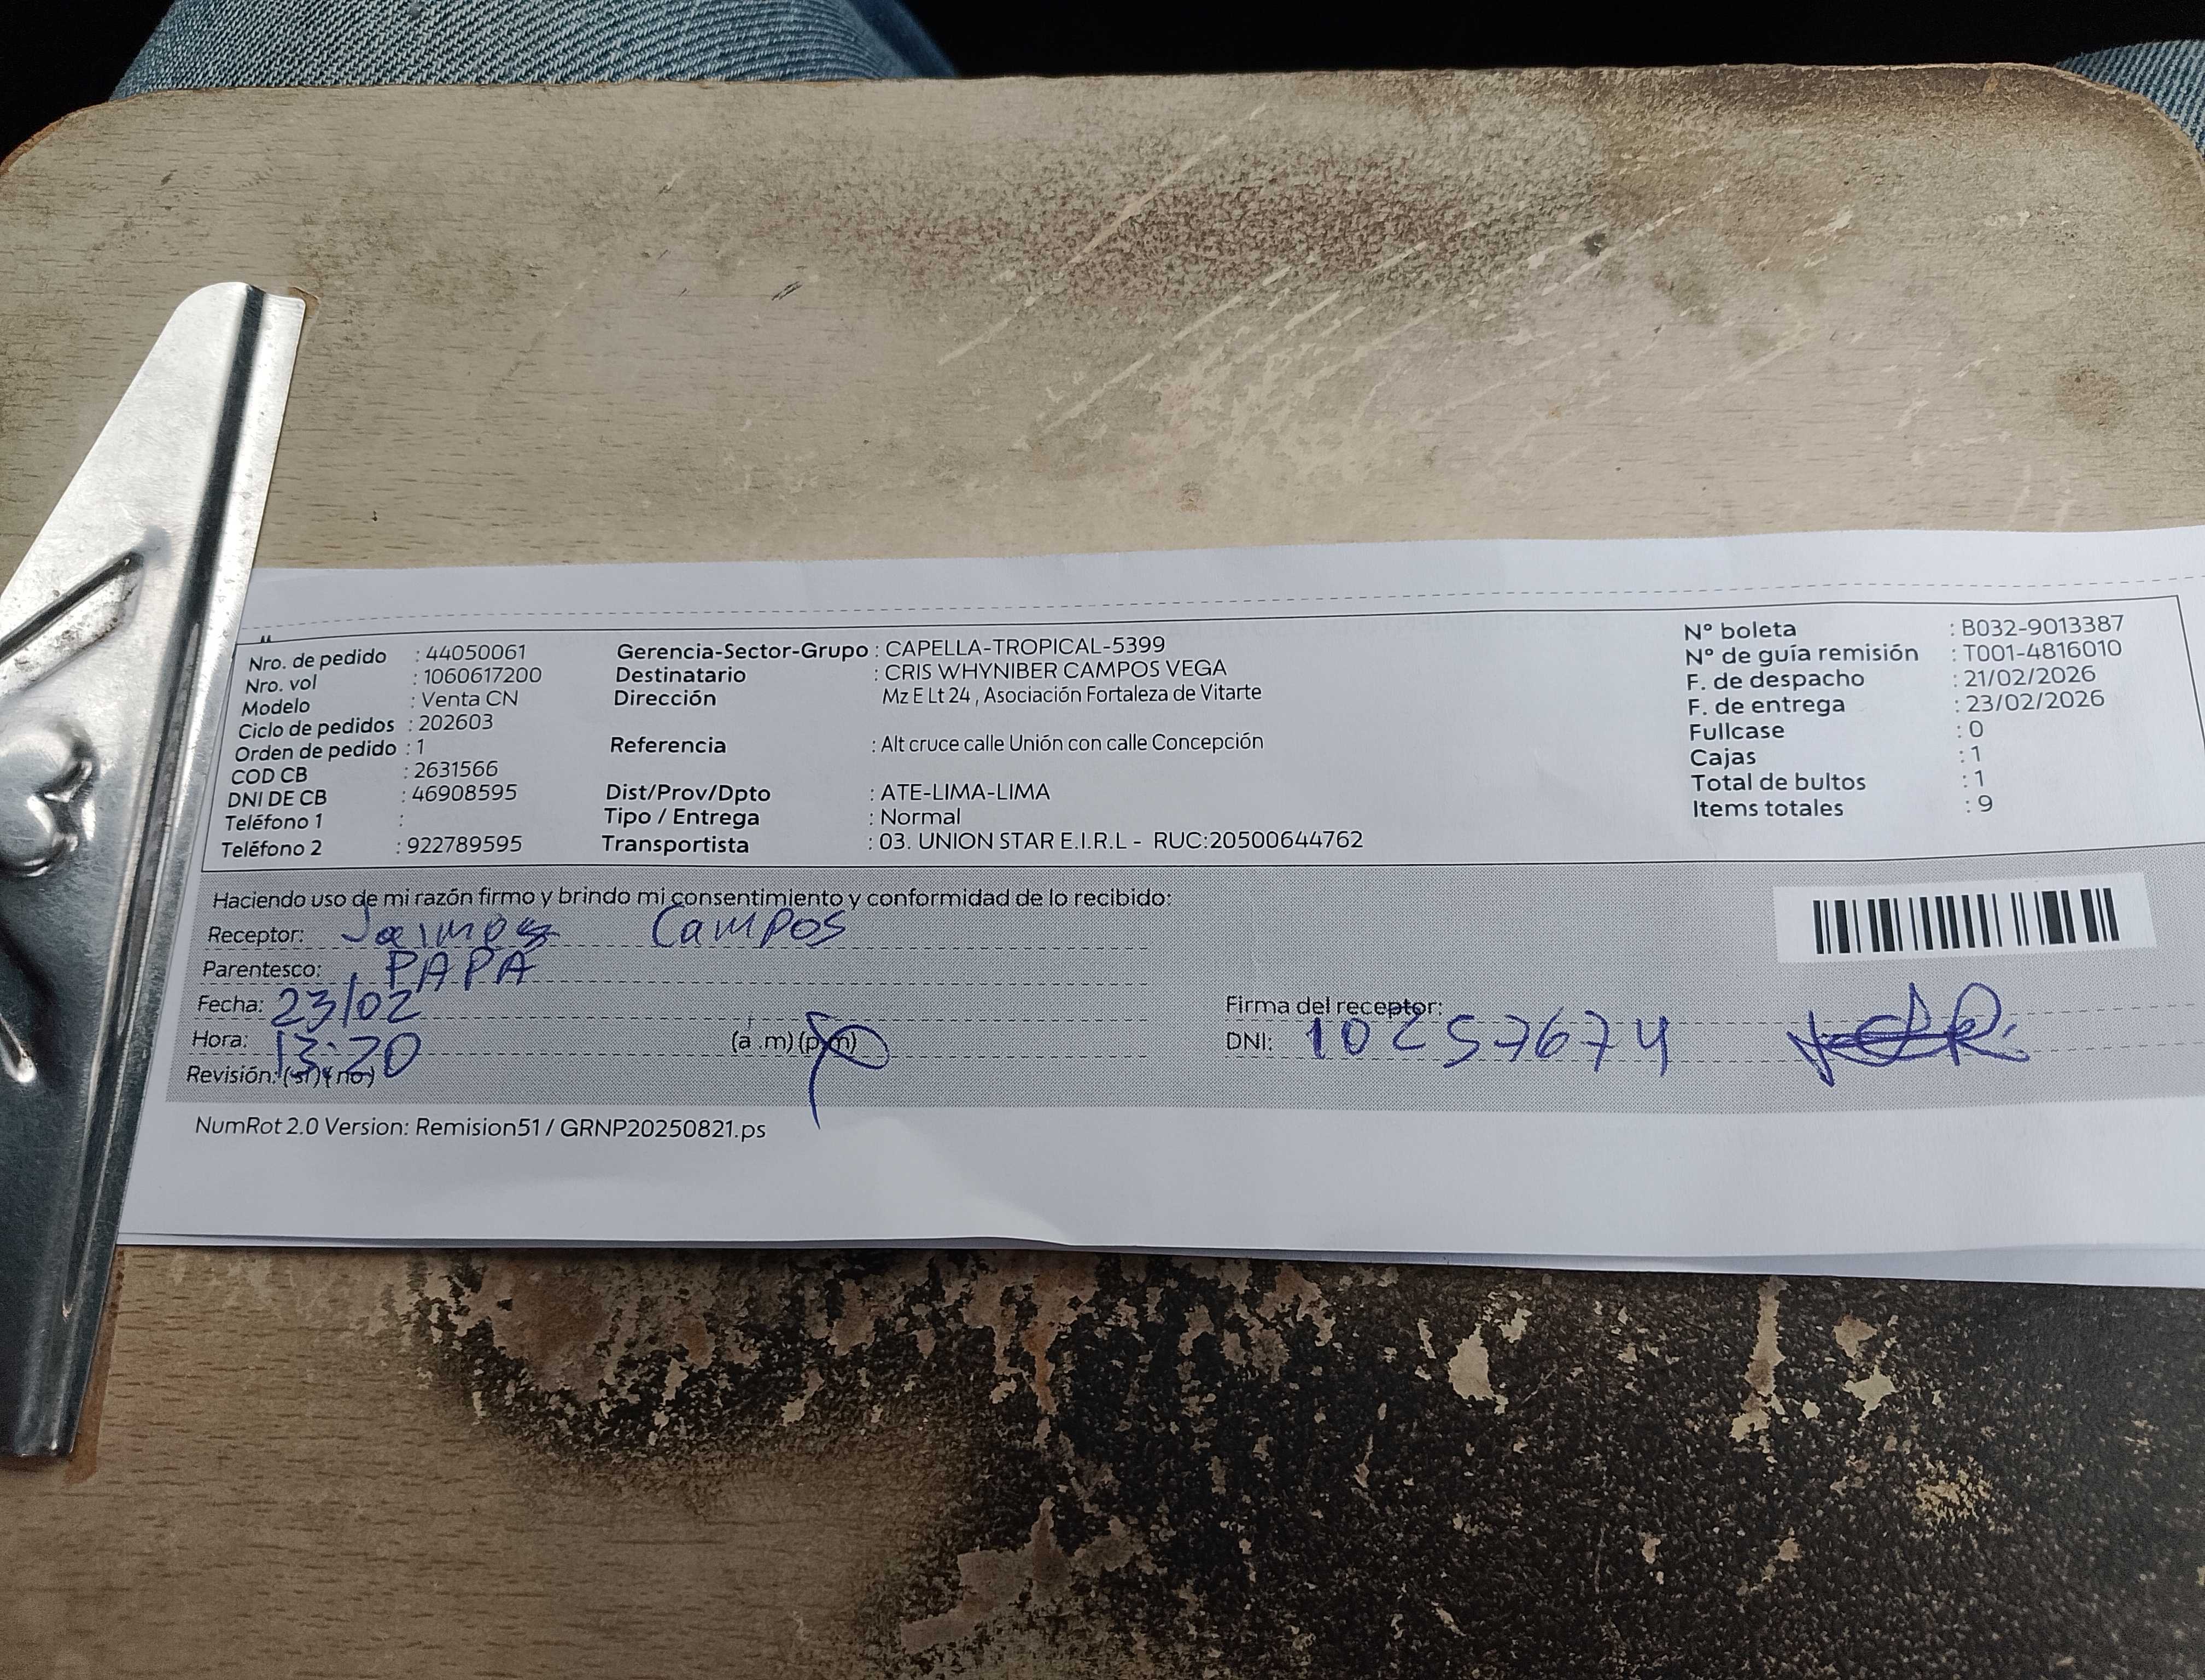 Nro. de pedido : 44050061
Nro. vol : 1060617200
Modelo : Venta CN
Ciclo de pedidos : 202603
Orden de pedido : 1
COD CB : 2631566
DNI DE CB : 46908595
Teléfono 1 :
Teléfono 2 : 922789595
Gerencia-Sector-Grupo : CAPELLA-TROPICAL-5399
Destinatario : CRIS WHYNIBER CAMPOS VEGA
Dirección Mz E Lt 24 , Asociación Fortaleza de Vitarte
Referencia : Alt cruce calle Unión con calle Concepción
Dist/Prov/Dpto : ATE-LIMA-LIMA
Tipo / Entrega : Normal
Transportista : 03. UNION STAR E.I.R.L - RUC:20500644762
N° boleta : B032-9013387
N° de guía remisión : T001-4816010
F. de despacho : 21/02/2026
F. de entrega : 23/02/2026
Fullcase : 0
Cajas : 1
Total de bultos : 1
Items totales : 9
Haciendo uso de mi razón firmo y brindo mi consentimiento y conformidad de lo recibido:
Receptor: Campos
Parentesco: PAPA
Fecha: 23/02
Hora: 13:20 (a .m) (p.m)
Revisión: (si) (no)
Firma del receptor:
DNI: 10257674
NumRot 2.0 Version: Remision51 / GRNP20250821.ps